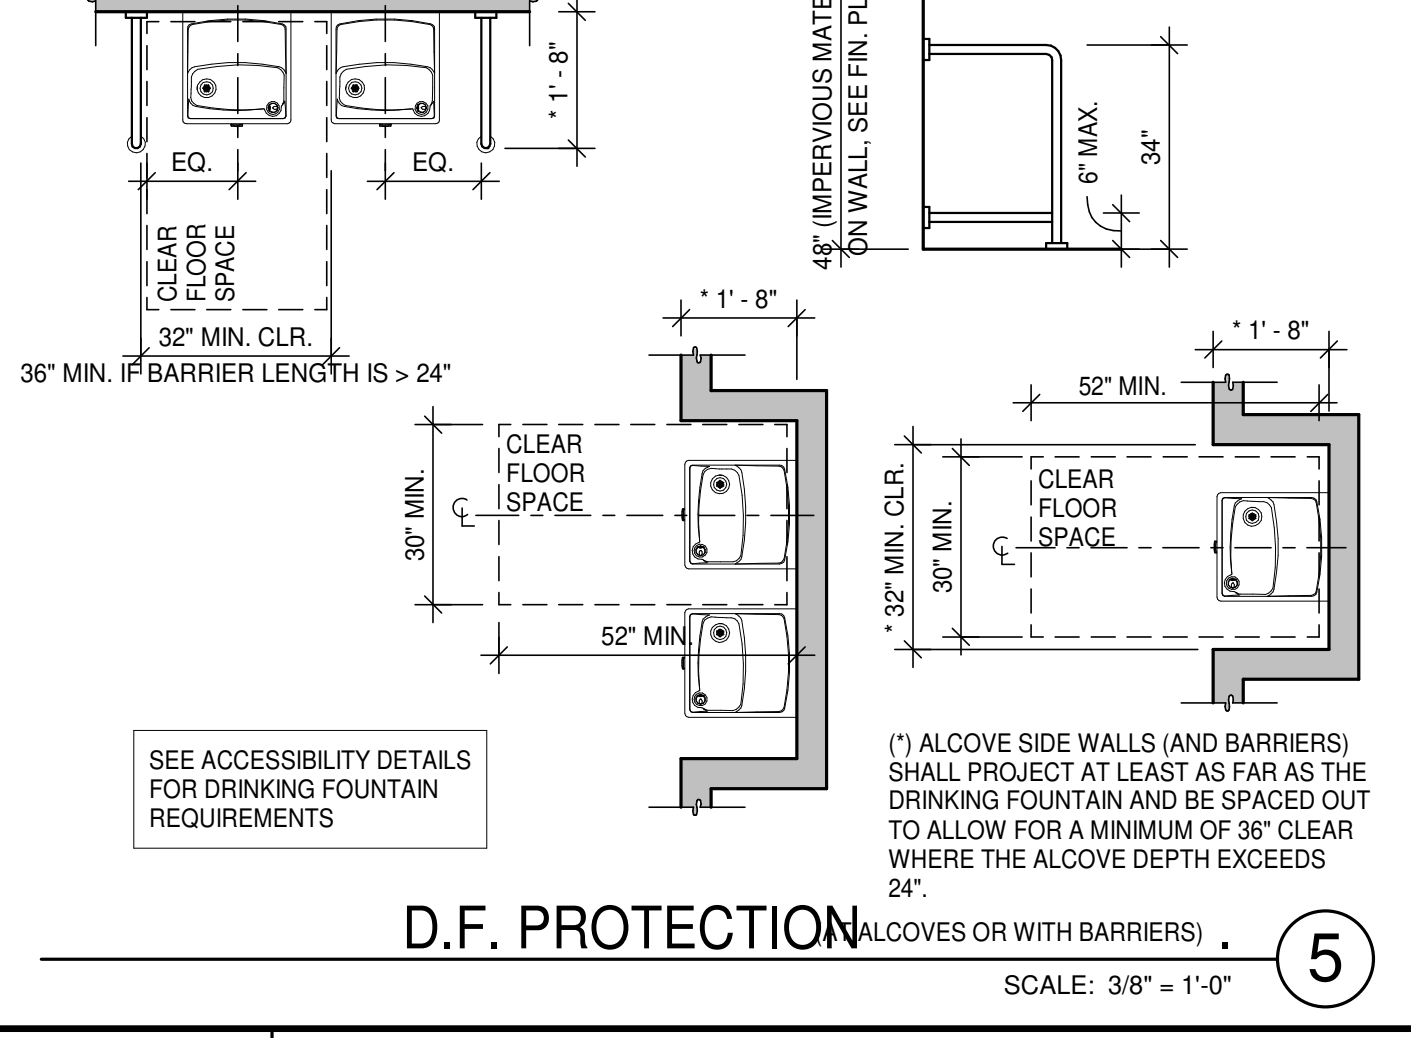 * 1' - 8"
48" (IMPERVIOUS MATE
ON WALL, SEE FIN. PL
6" MAX.
34"
EQ.
EQ.
CLEAR
FLOOR
SPACE
32" MIN. CLR.
36" MIN. IF BARRIER LENGTH IS > 24"
* 1' - 8"
CLEAR
FLOOR
SPACE
30" MIN.
℄
52" MIN.
* 1' - 8"
52" MIN.
* 32" MIN. CLR.
30" MIN.
CLEAR
FLOOR
SPACE
℄
SEE ACCESSIBILITY DETAILS
FOR DRINKING FOUNTAIN
REQUIREMENTS
(*) ALCOVE SIDE WALLS (AND BARRIERS)
SHALL PROJECT AT LEAST AS FAR AS THE
DRINKING FOUNTAIN AND BE SPACED OUT
TO ALLOW FOR A MINIMUM OF 36" CLEAR
WHERE THE ALCOVE DEPTH EXCEEDS
24".
D.F. PROTECTION (AT ALCOVES OR WITH BARRIERS) .
5
SCALE: 3/8" = 1'-0"